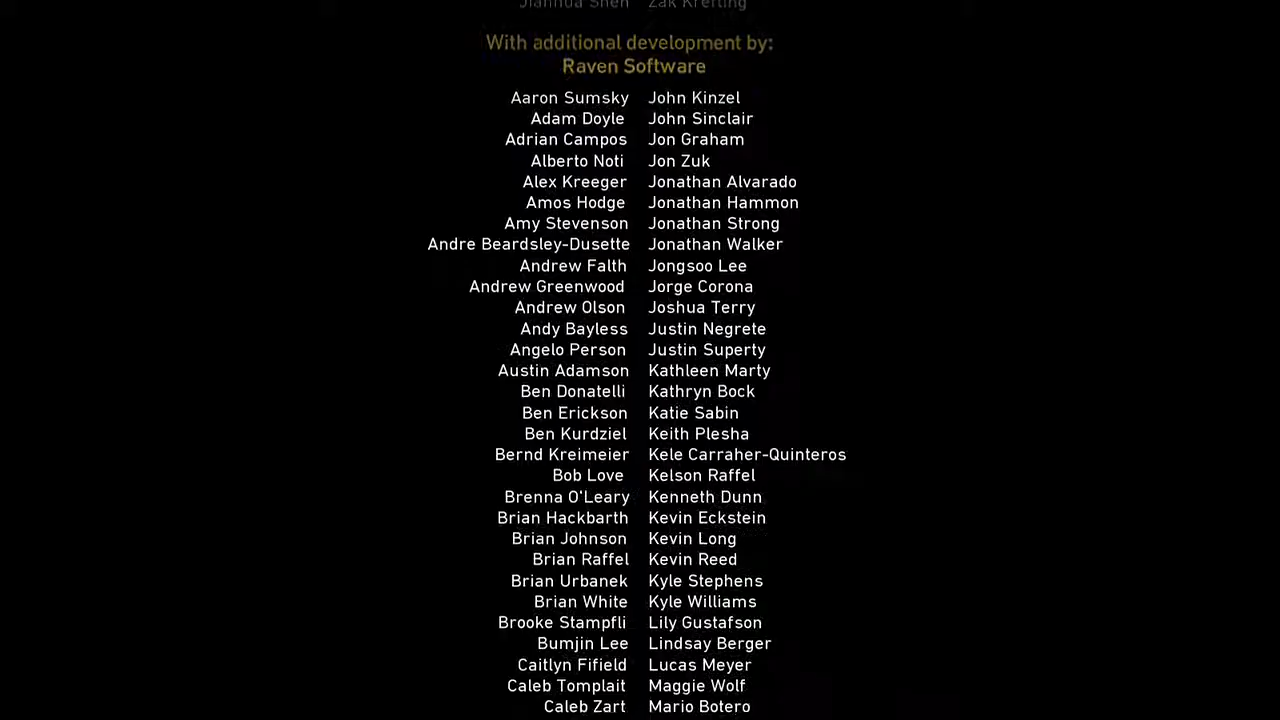 Jianhua Shen Zak Krerting
With additional development by:
Raven Software
Aaron Sumsky John Kinzel
Adam Doyle John Sinclair
Adrian Campos Jon Graham
Alberto Noti Jon Zuk
Alex Kreeger Jonathan Alvarado
Amos Hodge Jonathan Hammon
Amy Stevenson Jonathan Strong
Andre Beardsley-Dusette Jonathan Walker
Andrew Falth Jongsoo Lee
Andrew Greenwood Jorge Corona
Andrew Olson Joshua Terry
Andy Bayless Justin Negrete
Angelo Person Justin Superty
Austin Adamson Kathleen Marty
Ben Donatelli Kathryn Bock
Ben Erickson Katie Sabin
Ben Kurdziel Keith Plesha
Bernd Kreimeier Kele Carraher-Quinteros
Bob Love Kelson Raffel
Brenna O'Leary Kenneth Dunn
Brian Hackbarth Kevin Eckstein
Brian Johnson Kevin Long
Brian Raffel Kevin Reed
Brian Urbanek Kyle Stephens
Brian White Kyle Williams
Brooke Stampfli Lily Gustafson
Bumjin Lee Lindsay Berger
Caitlyn Fifield Lucas Meyer
Caleb Tomplait Maggie Wolf
Caleb Zart Mario Botero